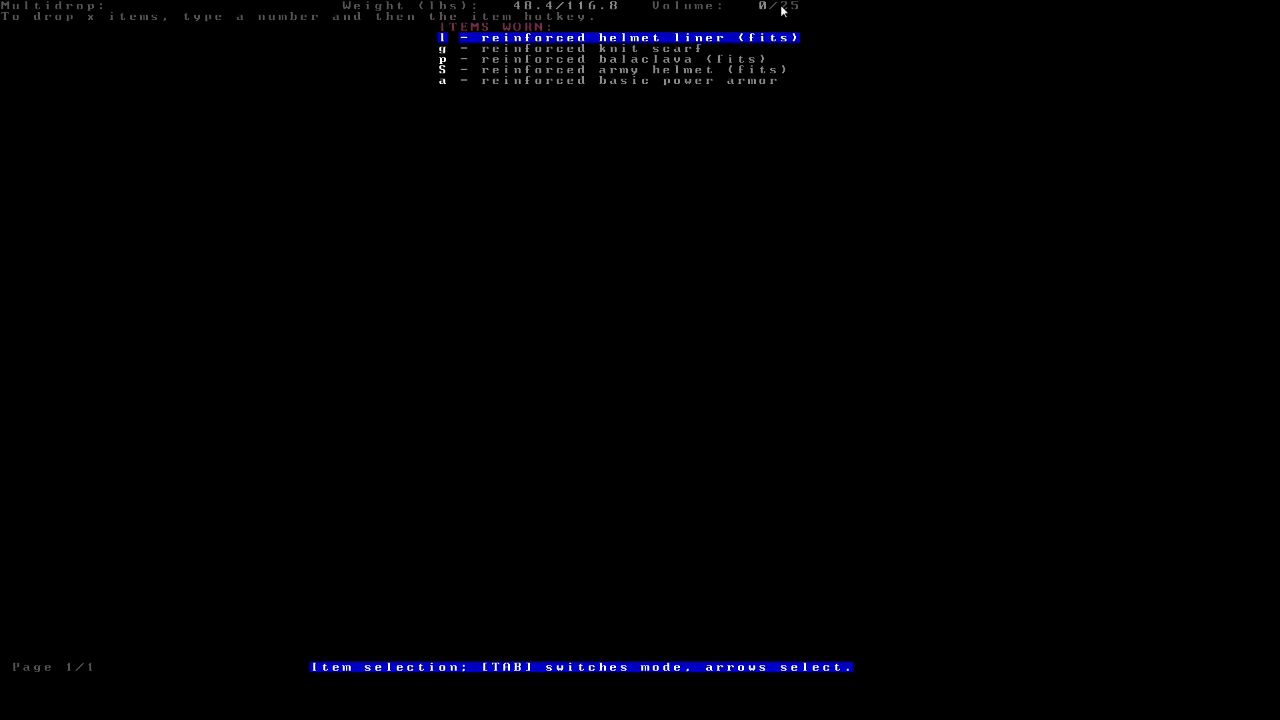 Multidrop: Weight (lbs): 48.4/116.8 Volume: 0/25
To drop x items, type a number and then the item hotkey.
ITEMS WORN:
l - reinforced helmet liner (fits)
g - reinforced knit scarf
p - reinforced balaclava (fits)
S - reinforced army helmet (fits)
a - reinforced basic power armor
Page 1/1 Item selection: [TAB] switches mode, arrows select.